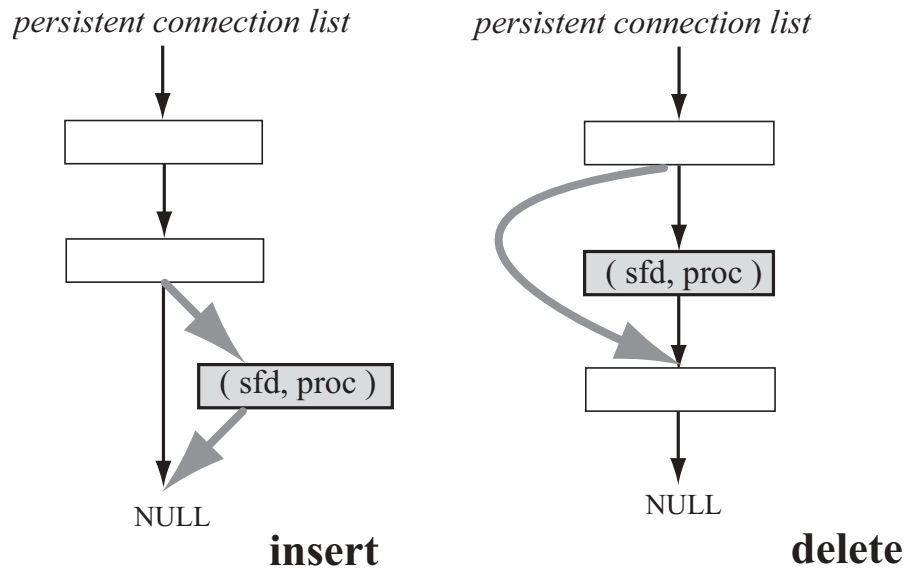 persistent connection list
( sfd, proc )
NULL
insert
persistent connection list
( sfd, proc )
NULL
delete